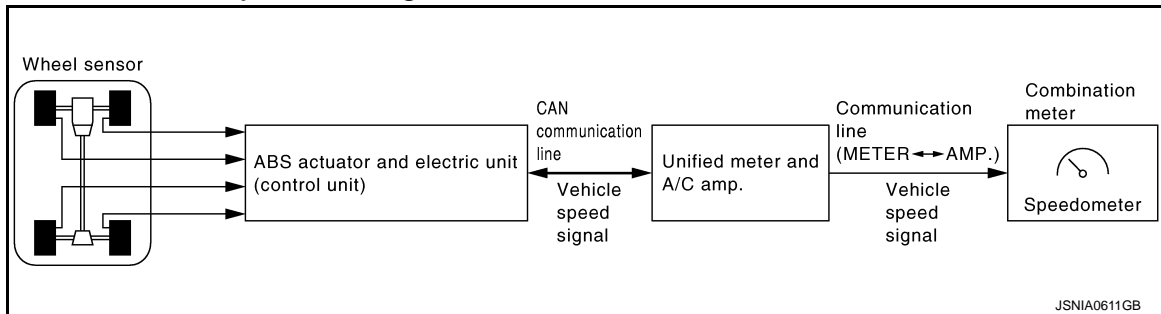 Wheel sensor
ABS actuator and electric unit
(control unit)
CAN
communication
line
Vehicle
speed
signal
Unified meter and
A/C amp.
Communication
line
(METER↔AMP.)
Vehicle
speed
signal
Combination
meter
Speedometer
JSNIA0611GB